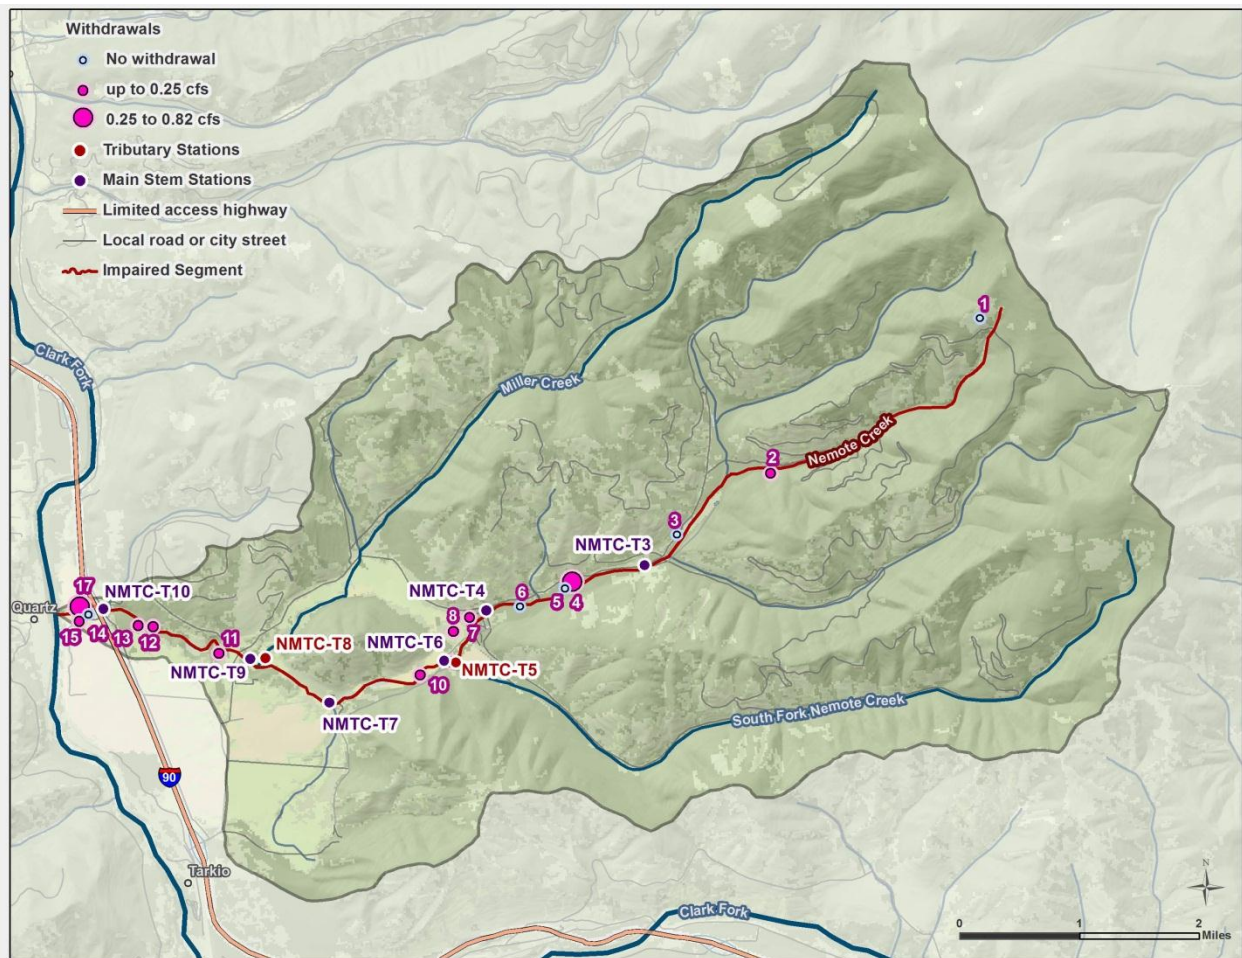 Withdrawals
No withdrawal
up to 0.25 cfs
0.25 to 0.82 cfs
Tributary Stations
Main Stem Stations
Limited access highway
Local road or city street
Impaired Segment
1
Clark Fork
Miller Creek
Nemote Creek
2
3
NMTC-T3
17
NMTC-T10
NMTC-T4
6
5
4
Quartz
15
14
13
12
11
8
7
NMTC-T6
NMTC-T8
NMTC-T9
NMTC-T5
10
NMTC-T7
South Fork Nemote Creek
90
Tarkio
N
Clark Fork
0
1
2
Miles